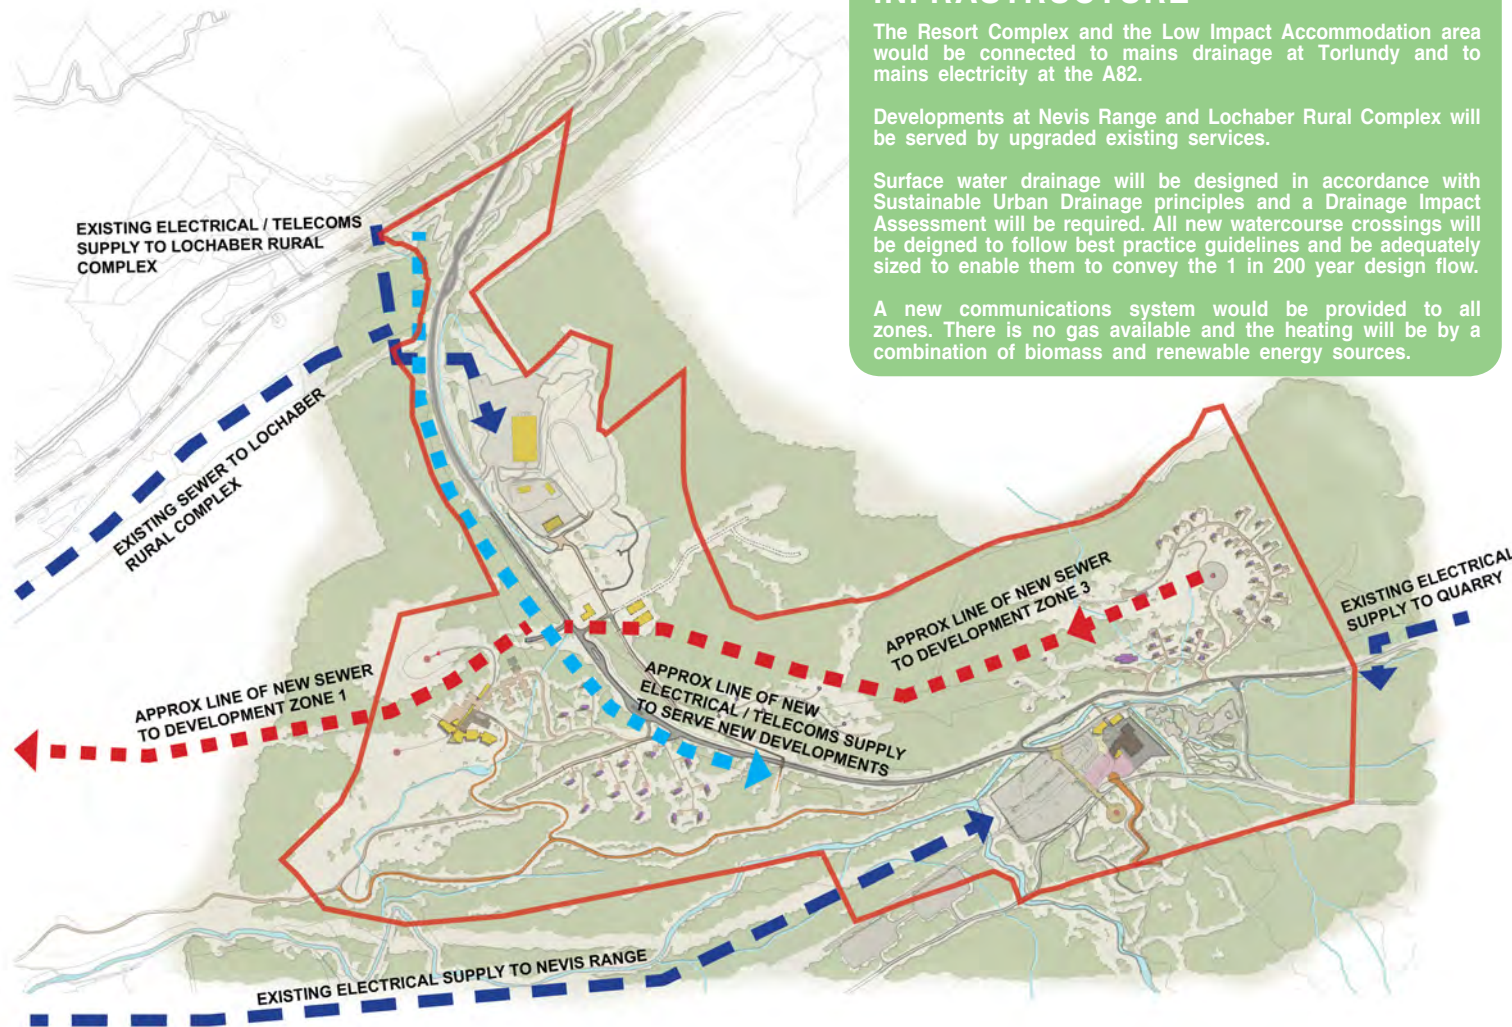 INFRASTRUCTURE
The Resort Complex and the Low Impact Accommodation area
would be connected to mains drainage at Torlundy and to
mains electricity at the A82.
Developments at Nevis Range and Lochaber Rural Complex will
be served by upgraded existing services.
Surface water drainage will be designed in accordance with
Sustainable Urban Drainage principles and a Drainage Impact
Assessment will be required. All new watercourse crossings will
be deigned to follow best practice guidelines and be adequately
sized to enable them to convey the 1 in 200 year design flow.
A new communications system would be provided to all
zones. There is no gas available and the heating will be by a
combination of biomass and renewable energy sources.
EXISTING ELECTRICAL / TELECOMS
SUPPLY TO LOCHABER RURAL
COMPLEX
EXISTING SEWER TO LOCHABER
RURAL COMPLEX
APPROX LINE OF NEW SEWER
TO DEVELOPMENT ZONE 3
EXISTING ELECTRICAL
SUPPLY TO QUARRY
APPROX LINE OF NEW SEWER
TO DEVELOPMENT ZONE 1
APPROX LINE OF NEW
ELECTRICAL / TELECOMS SUPPLY
TO SERVE NEW DEVELOPMENTS
EXISTING ELECTRICAL SUPPLY TO NEVIS RANGE